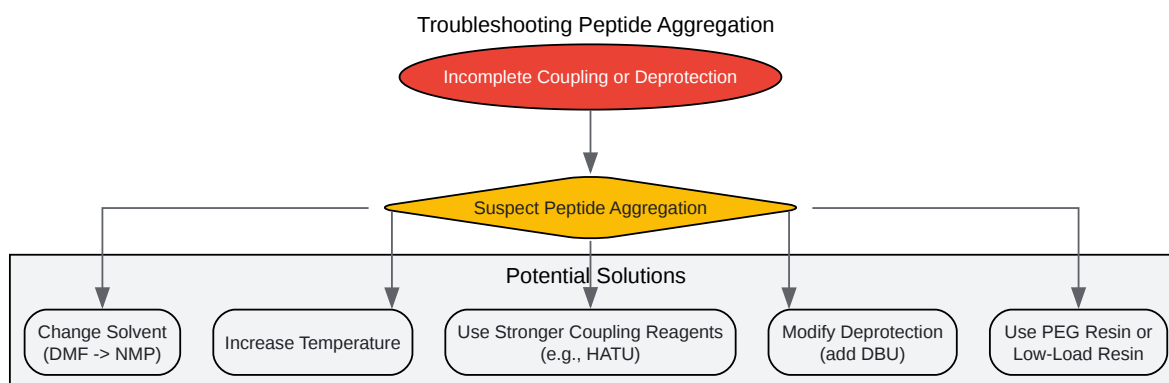 Troubleshooting Peptide Aggregation
Incomplete Coupling or Deprotection
Suspect Peptide Aggregation
Potential Solutions
Change Solvent
(DMF -> NMP)
Increase Temperature
Use Stronger Coupling Reagents
(e.g., HATU)
Modify Deprotection
(add DBU)
Use PEG Resin or
Low-Load Resin